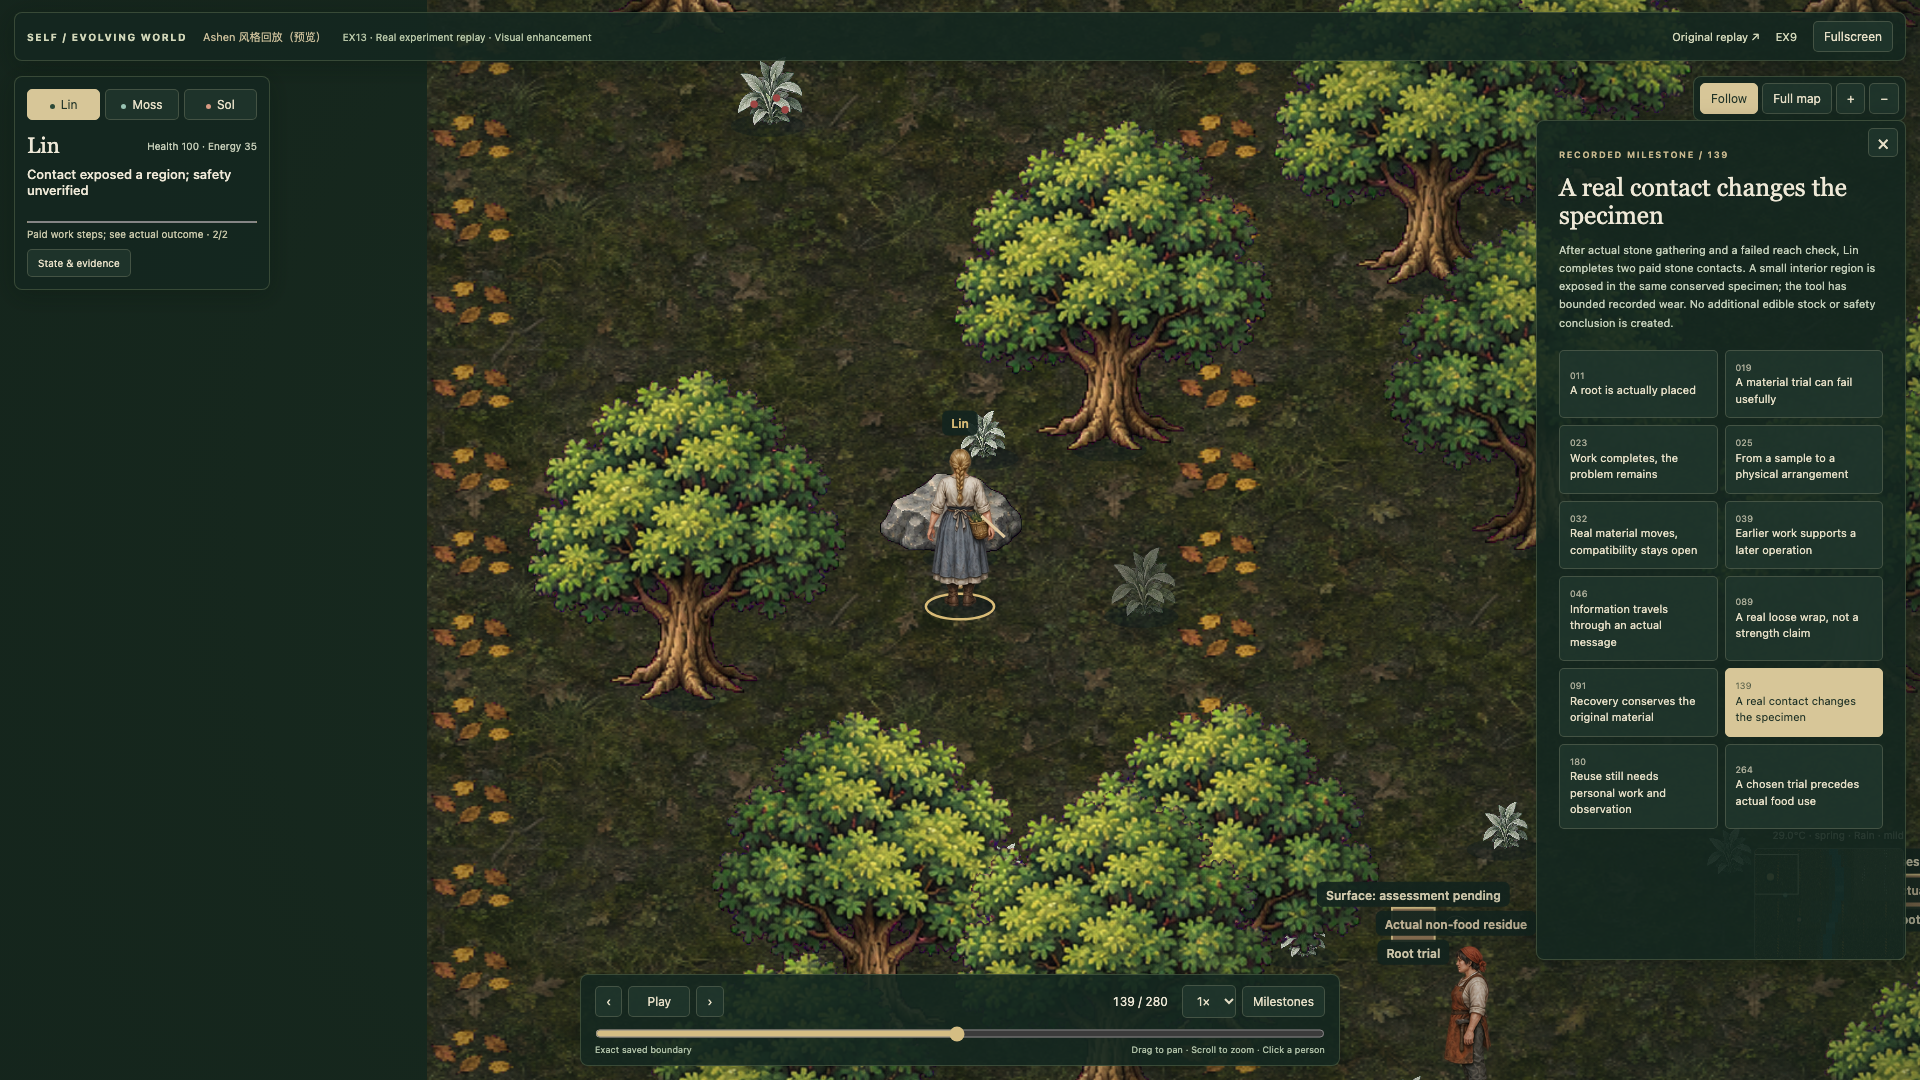 SELF / EVOLVING WORLD
Ashen 风格回放（预览）
EX13 · Real experiment replay · Visual enhancement
Original replay ↗
EX9
Fullscreen
Lin
Moss
Sol
Lin
Health 100 · Energy 35
Contact exposed a region; safety
unverified
Paid work steps; see actual outcome · 2/2
State & evidence
Follow
Full map
+
−
×
RECORDED MILESTONE / 139
A real contact changes the
specimen
After actual stone gathering and a failed reach check, Lin
completes two paid stone contacts. A small interior region is
exposed in the same conserved specimen; the tool has
bounded recorded wear. No additional edible stock or safety
conclusion is created.
011
A root is actually placed
019
A material trial can fail
usefully
023
Work completes, the
problem remains
025
From a sample to a
physical arrangement
032
Real material moves,
compatibility stays open
039
Earlier work supports a
later operation
046
Information travels
through an actual
message
089
A real loose wrap, not a
strength claim
091
Recovery conserves the
original material
139
A real contact changes
the specimen
180
Reuse still needs
personal work and
observation
264
A chosen trial precedes
actual food use
29.0°C · spring · Rain · mild
Lin
Surface: assessment pending
Actual non-food residue
Root trial
‹
Play
›
139 / 280
1×
Milestones
Exact saved boundary
Drag to pan · Scroll to zoom · Click a person